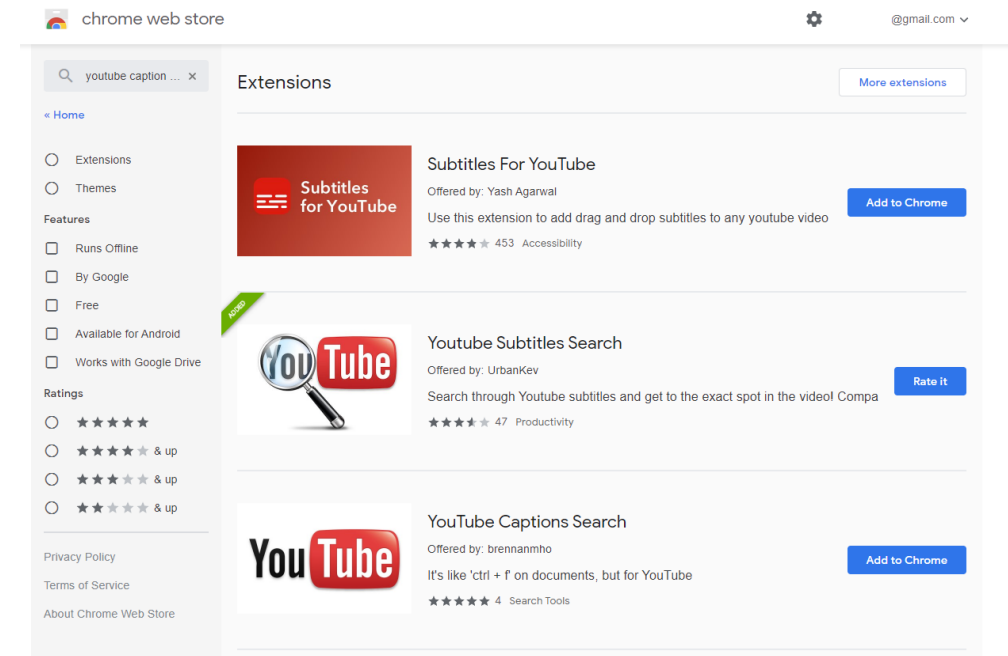 chrome web store
@gmail.com
youtube caption ...
« Home
Extensions
Themes
Features
Runs Offline
By Google
Free
Available for Android
Works with Google Drive
Ratings
& up
& up
& up
Privacy Policy
Terms of Service
About Chrome Web Store
Extensions
More extensions
Subtitles
for YouTube
Subtitles For YouTube
Offered by: Yash Agarwal
Use this extension to add drag and drop subtitles to any youtube video
453 Accessibility
Add to Chrome
ADDED
YouTube
Youtube Subtitles Search
Offered by: UrbanKev
Search through Youtube subtitles and get to the exact spot in the video! Compa
47 Productivity
Rate it
YouTube
YouTube Captions Search
Offered by: brennanmho
It's like 'ctrl + f' on documents, but for YouTube
4 Search Tools
Add to Chrome